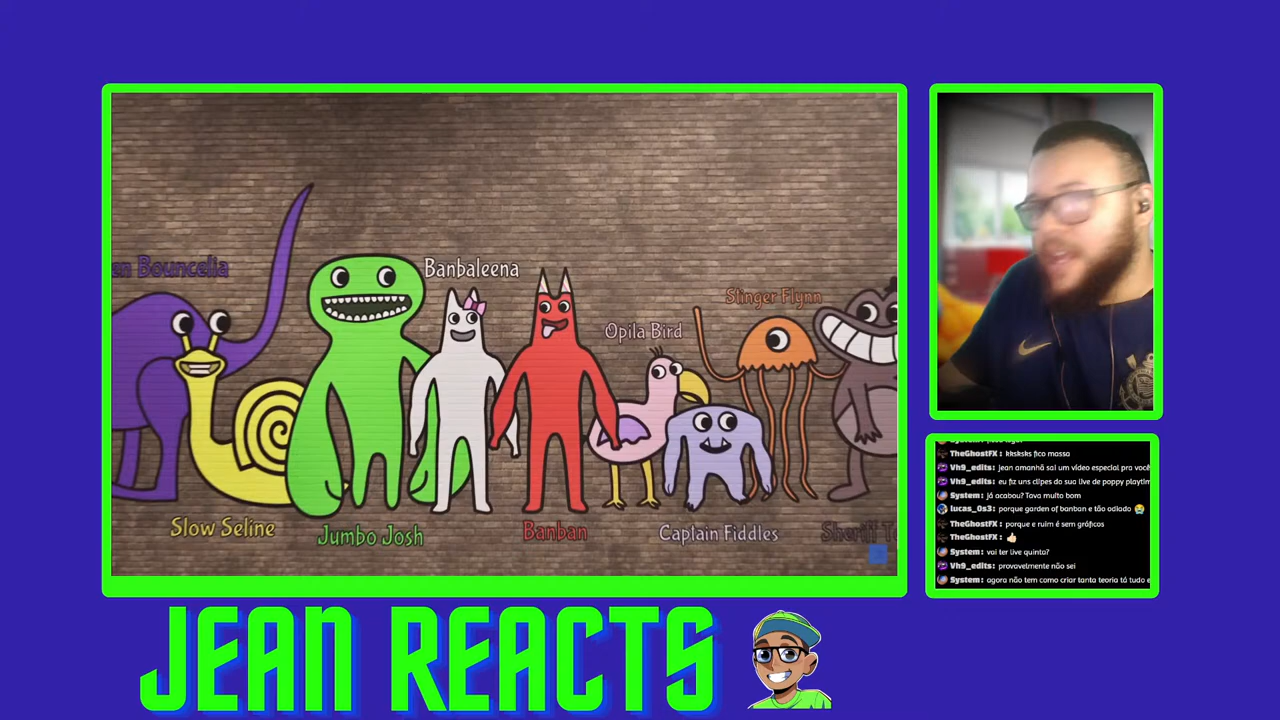 en Bouncelia
Banbaleena
Stinger Flynn
Opila Bird
Slow Seline
Jumbo Josh
Banban
Captain Fiddles
Sheriff To
TheGhostFX : kksksks fico massa
Vh9_edits: jean amanhã sai um vídeo especial pra você
Vh9_edits: eu fiz uns clipes do sua live de poppy playtim
System: já acabou? Tava muito bom
lucas_0s3: porque garden of banban e tão odiado 😭
TheGhostFX : porque e ruim é sem gráficos
TheGhostFX : 👍🏻
System: vai ter live quinta?
Vh9_edits: provavelmente não sei
System: agora não tem como criar tanta teoria tá tudo e
JEAN REACTS